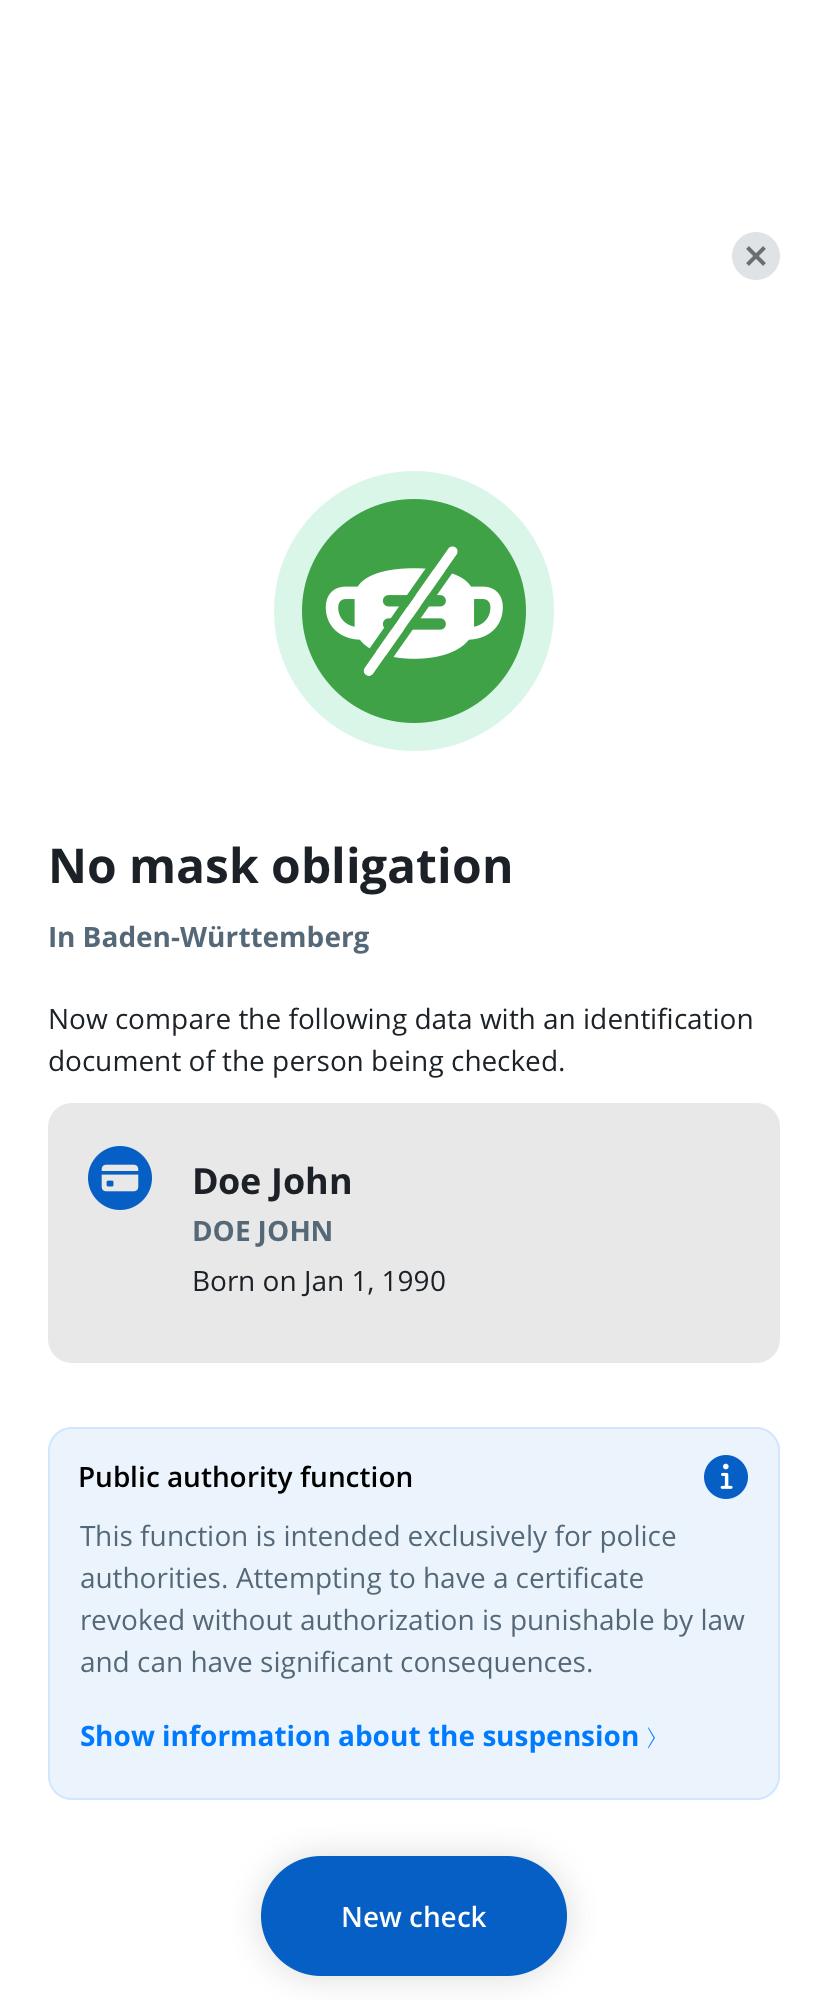 No mask obligation
In Baden-Württemberg
Now compare the following data with an identification
document of the person being checked.
Doe John
DOE JOHN
Born on Jan 1, 1990
Public authority function
This function is intended exclusively for police
authorities. Attempting to have a certificate
revoked without authorization is punishable by law
and can have significant consequences.
Show information about the suspension
New check